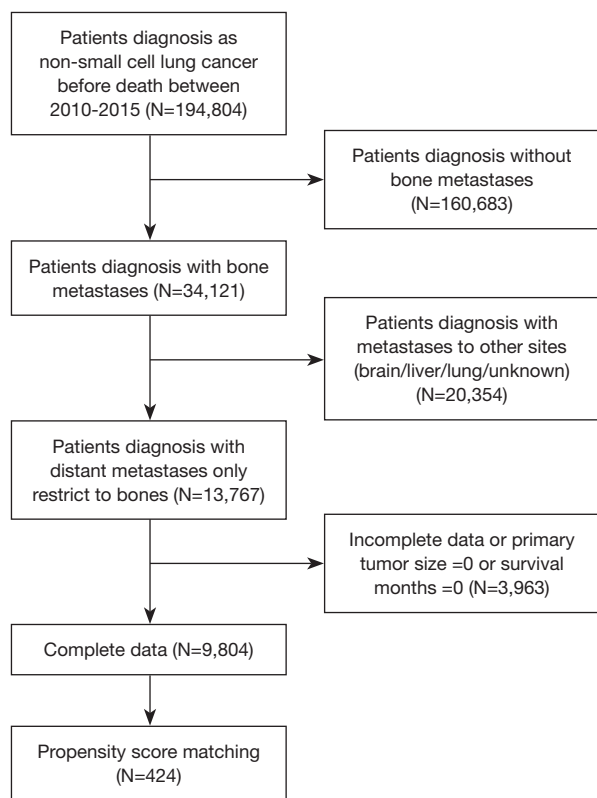 Patients diagnosis as
non-small cell lung cancer
before death between
2010-2015 (N=194,804)
Patients diagnosis without
bone metastases
(N=160,683)
Patients diagnosis with bone
metastases (N=34,121)
Patients diagnosis with
metastases to other sites
(brain/liver/lung/unknown)
(N=20,354)
Patients diagnosis with
distant metastases only
restrict to bones (N=13,767)
Incomplete data or primary
tumor size =0 or survival
months =0 (N=3,963)
Complete data (N=9,804)
Propensity score matching
(N=424)